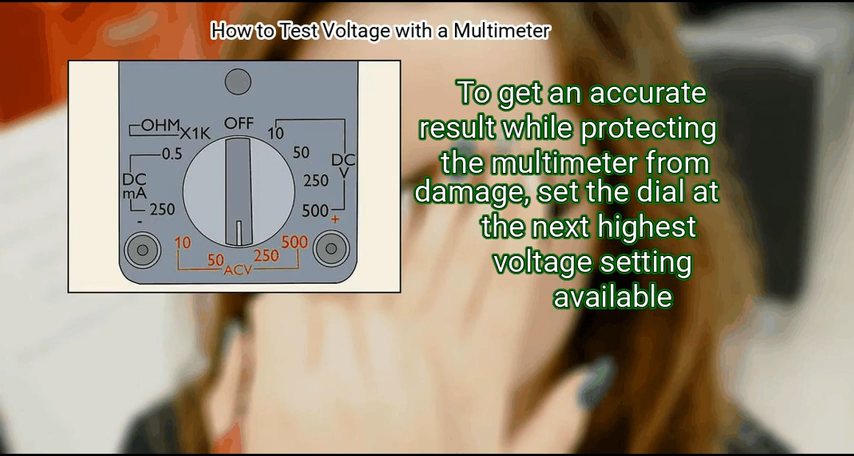 How to Test Voltage with a Multimeter
To get an accurate
result while protecting
the multimeter from
damage, set the dial at
the next highest
voltage setting
available
OHM
X1K
OFF
10
0.5
50
DC
V
DC
mA
250
250
500
-
+
10
50
250
500
ACV